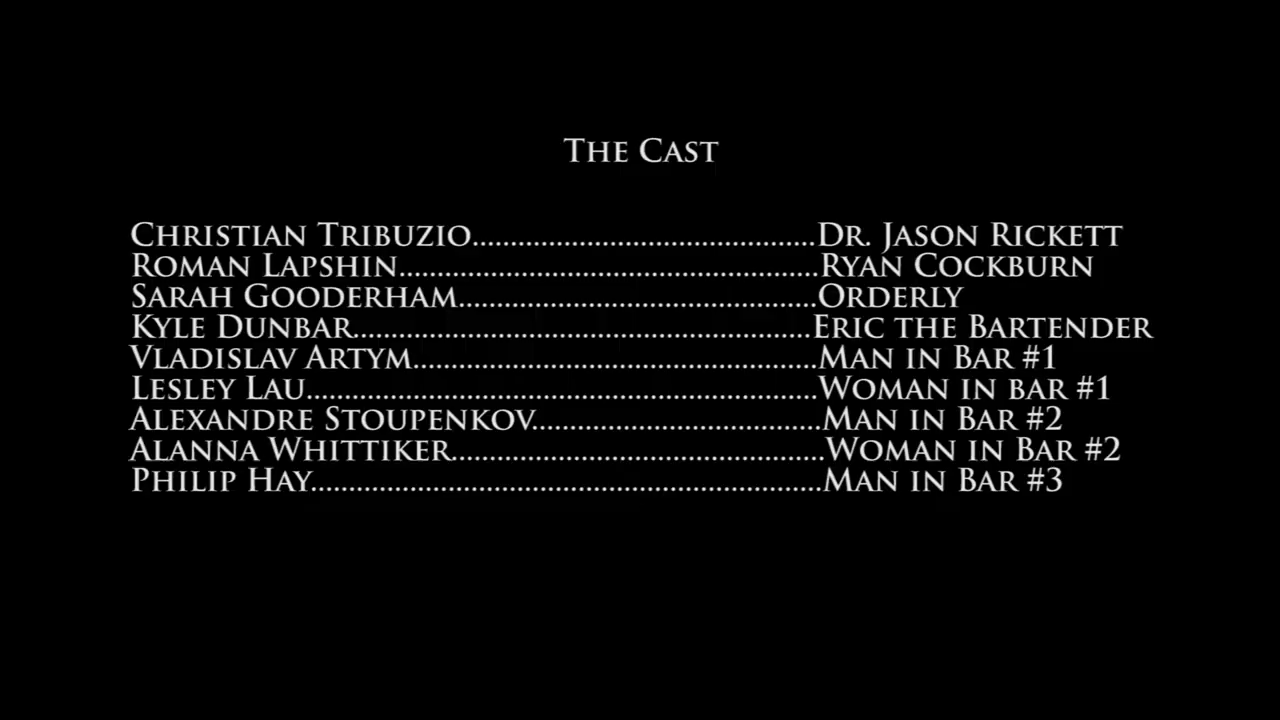 The Cast
Christian Tribuzio.............................................Dr. Jason Rickett
Roman Lapshin.......................................................Ryan Cockburn
Sarah Gooderham...............................................Orderly
Kyle Dunbar............................................................Eric the Bartender
Vladislav Artym.....................................................Man in Bar #1
Lesley Lau...................................................................Woman in bar #1
Alexandre Stoupenkov......................................Man in Bar #2
Alanna Whittiker.................................................Woman in Bar #2
Philip Hay...................................................................Man in Bar #3